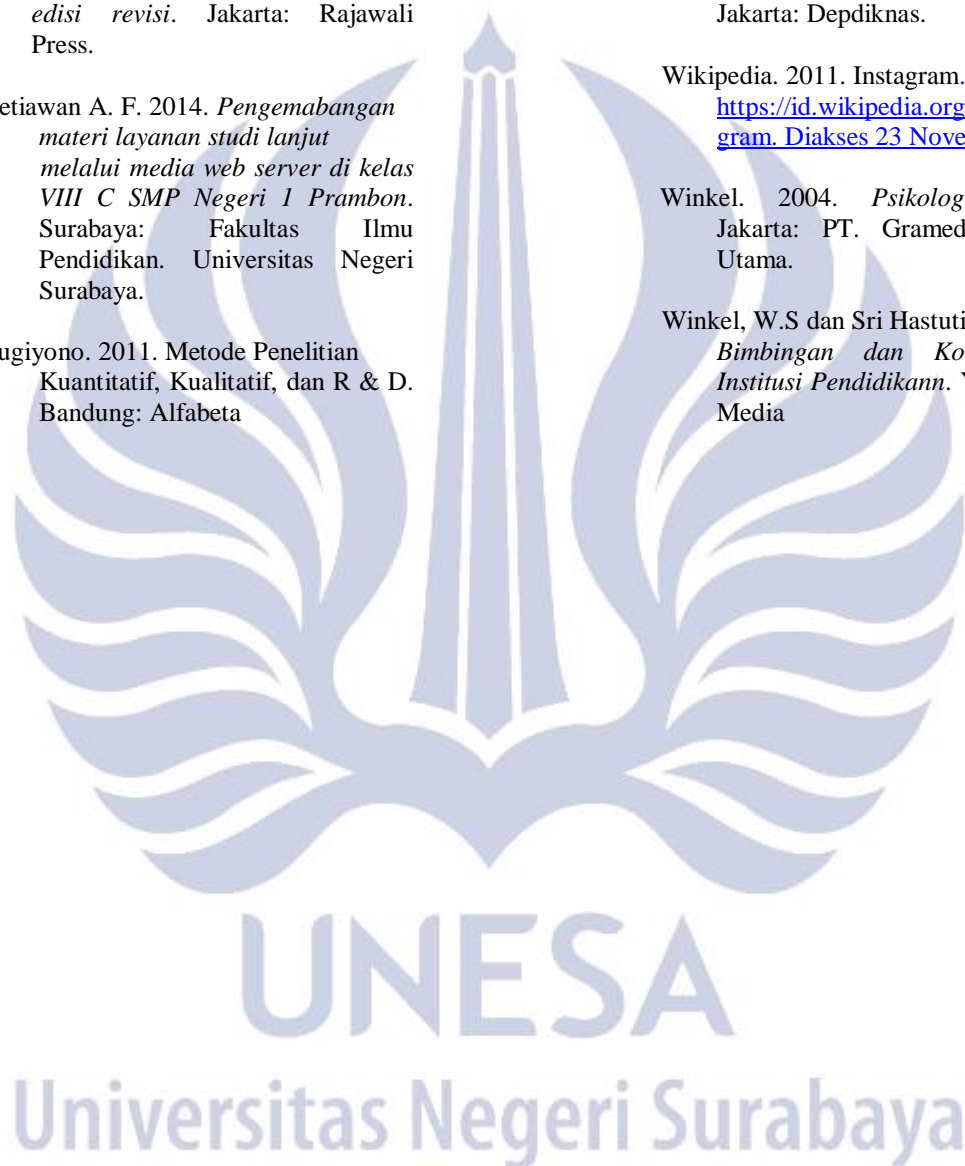 edisi revisi. Jakarta: Rajawali
Press.
etiawan A. F. 2014. Pengemabangan
materi layanan studi lanjut
melalui media web server di kelas
VIII C SMP Negeri 1 Prambon.
Surabaya: Fakultas Ilmu
Pendidikan. Universitas Negeri
Surabaya.
ugiyono. 2011. Metode Penelitian
Kuantitatif, Kualitatif, dan R & D.
Bandung: Alfabeta
Jakarta: Depdiknas.
Wikipedia. 2011. Instagram.
https://id.wikipedia.org
gram. Diakses 23 Nove
Winkel. 2004. Psikolog
Jakarta: PT. Gramed
Utama.
Winkel, W.S dan Sri Hastuti
Bimbingan dan Ko
Institusi Pendidikann.
Media
UNESA
Universitas Negeri Surabaya